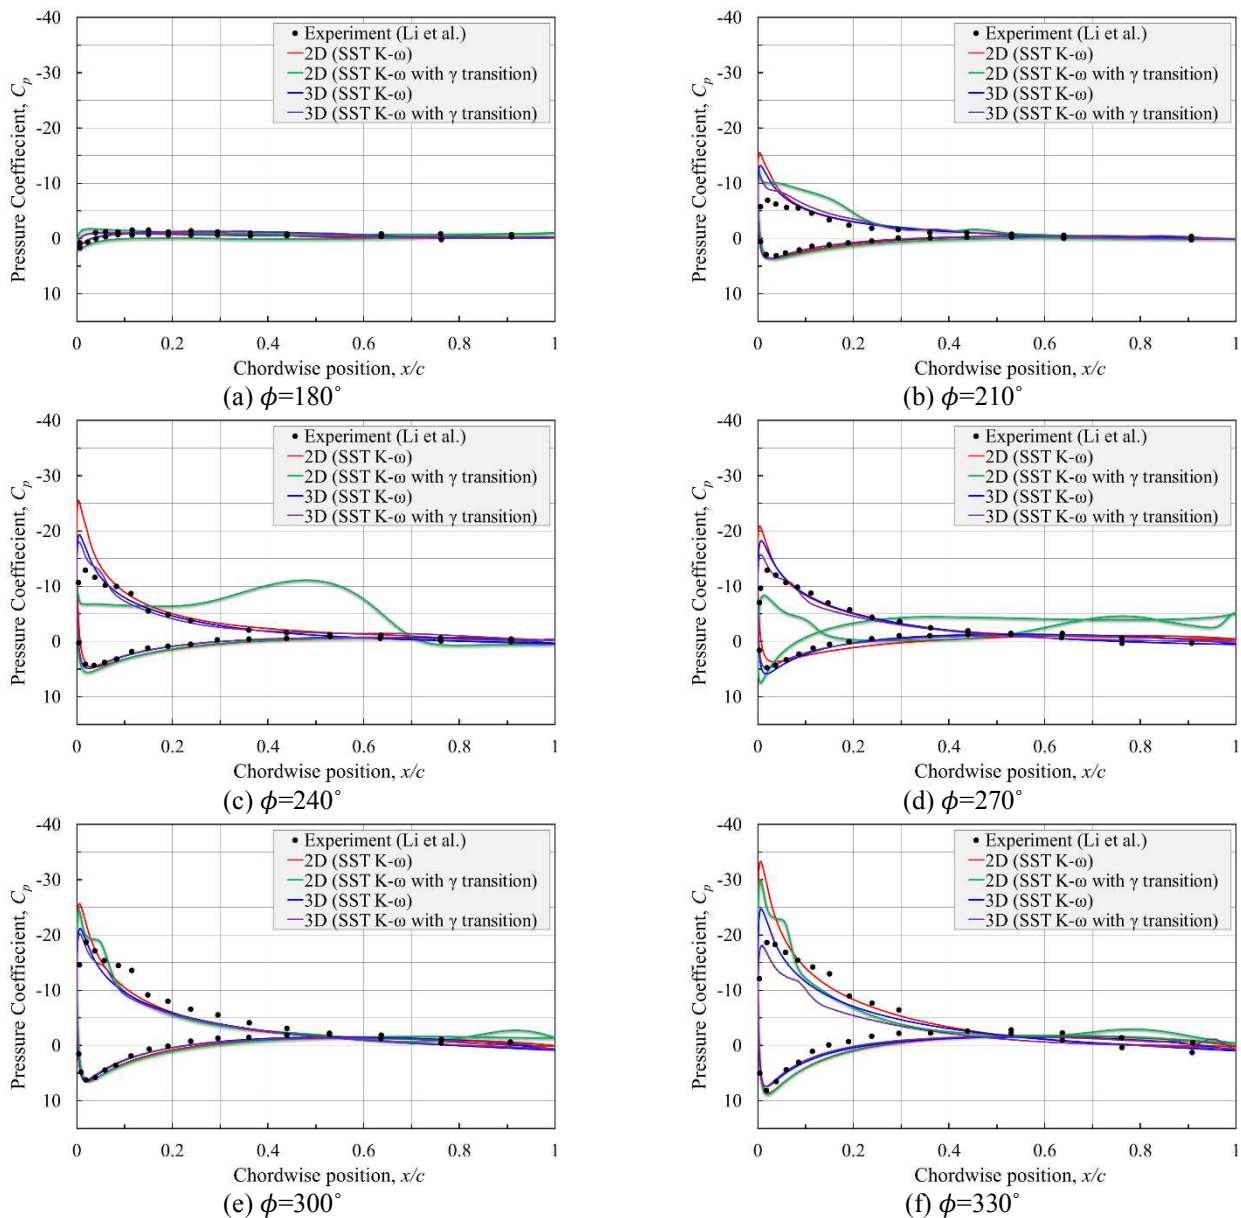 -40
-30
-20
-10
0
10
Pressure Coeffiecient, Cp
Experiment (Li et al.)
2D (SST K-ω)
2D (SST K-ω with γ transition)
3D (SST K-ω)
3D (SST K-ω with γ transition)
0 0.2 0.4 0.6 0.8 1
Chordwise position, x/c
(a) ϕ=180˚
-40
-30
-20
-10
0
10
Pressure Coeffiecient, Cp
Experiment (Li et al.)
2D (SST K-ω)
2D (SST K-ω with γ transition)
3D (SST K-ω)
3D (SST K-ω with γ transition)
0 0.2 0.4 0.6 0.8 1
Chordwise position, x/c
(b) ϕ=210˚
-40
-30
-20
-10
0
10
Pressure Coeffiecient, Cp
Experiment (Li et al.)
2D (SST K-ω)
2D (SST K-ω with γ transition)
3D (SST K-ω)
3D (SST K-ω with γ transition)
0 0.2 0.4 0.6 0.8 1
Chordwise position, x/c
(c) ϕ=240˚
-40
-30
-20
-10
0
10
Pressure Coeffiecient, Cp
Experiment (Li et al.)
2D (SST K-ω)
2D (SST K-ω with γ transition)
3D (SST K-ω)
3D (SST K-ω with γ transition)
0 0.2 0.4 0.6 0.8 1
Chordwise position, x/c
(d) ϕ=270˚
-40
-30
-20
-10
0
10
Pressure Coeffiecient, Cp
Experiment (Li et al.)
2D (SST K-ω)
2D (SST K-ω with γ transition)
3D (SST K-ω)
3D (SST K-ω with γ transition)
0 0.2 0.4 0.6 0.8 1
Chordwise position, x/c
(e) ϕ=300˚
-40
-30
-20
-10
0
10
Pressure Coeffiecient, Cp
Experiment (Li et al.)
2D (SST K-ω)
2D (SST K-ω with γ transition)
3D (SST K-ω)
3D (SST K-ω with γ transition)
0 0.2 0.4 0.6 0.8 1
Chordwise position, x/c
(f) ϕ=330˚